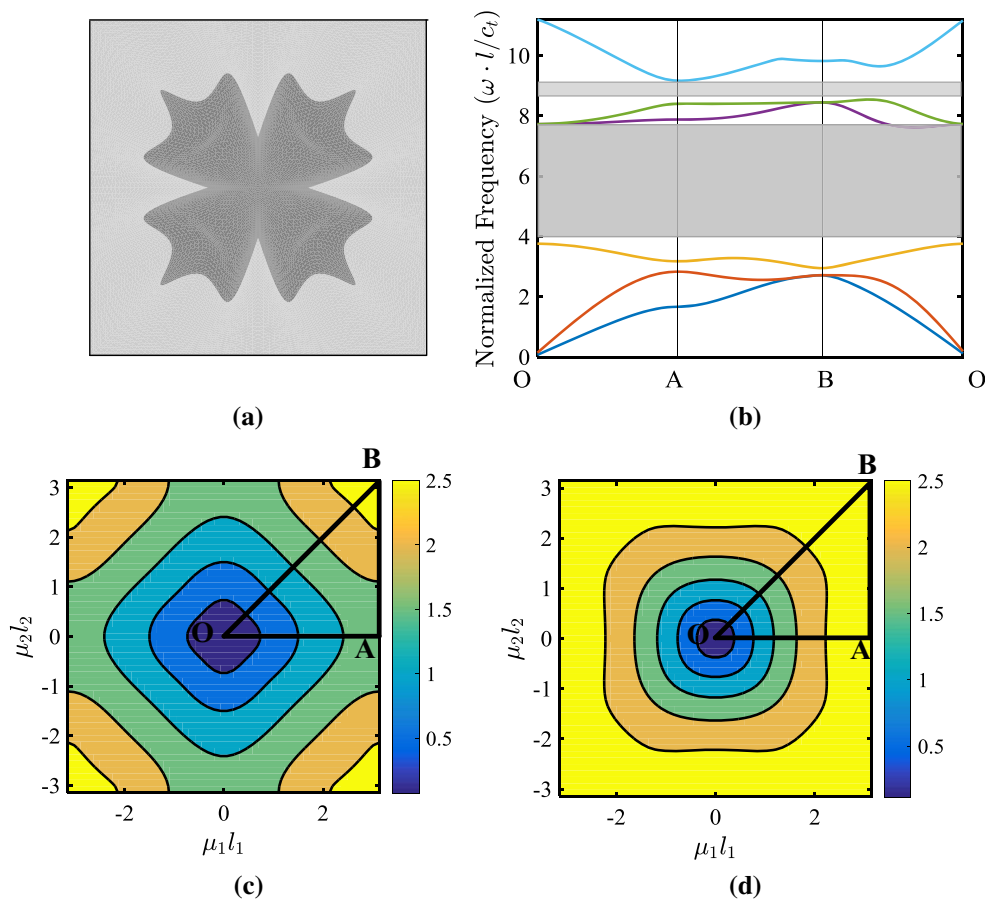 (a)
Normalized Frequency (ω · l/c_t)
10
8
6
4
2
0
O
A
B
O
(b)
B
3
2
1
0
-1
-2
-3
O
A
-2
0
2
μ₁l₁
μ₂l₂
2.5
2
1.5
1
0.5
(c)
B
3
2
1
0
-1
-2
-3
O
A
-2
0
2
μ₁l₁
μ₂l₂
2.5
2
1.5
1
0.5
(d)